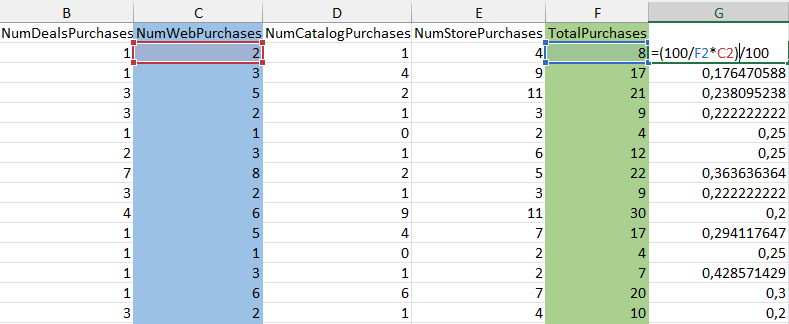 B C D E F G
NumDealsPurchases NumWebPurchases NumCatalogPurchases NumStorePurchases TotalPurchases
1 2 1 4 8 =(100/F2*C2)/100
1 3 4 9 17 0,176470588
3 5 2 11 21 0,238095238
3 2 1 3 9 0,222222222
1 1 0 2 4 0,25
2 3 1 6 12 0,25
7 8 2 5 22 0,363636364
3 2 1 3 9 0,222222222
4 6 9 11 30 0,2
1 5 4 7 17 0,294117647
1 1 0 2 4 0,25
1 3 1 2 7 0,428571429
1 6 6 7 20 0,3
3 2 1 4 10 0,2